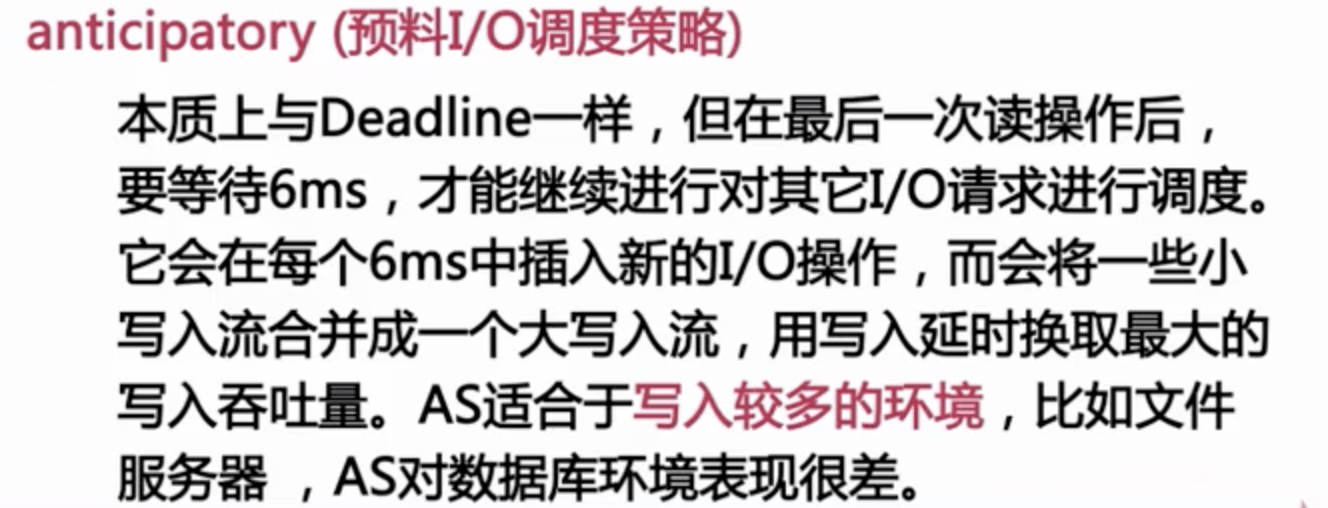 anticipatory (预料I/O调度策略)
本质上与Deadline一样，但在最后一次读操作后，
要等待6ms，才能继续进行对其它I/O请求进行调度。
它会在每个6ms中插入新的I/O操作，而会将一些小
写入流合并成一个大写入流，用写入延时换取最大的
写入吞吐量。AS适合于写入较多的环境，比如文件
服务器 ，AS对数据库环境表现很差。